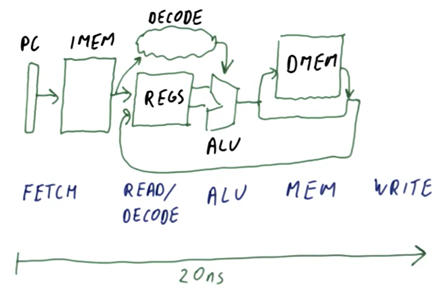 DECODE
PC IMEM
REGS
DMEM
ALU
FETCH READ/ ALU MEM WRITE
DECODE
20ns